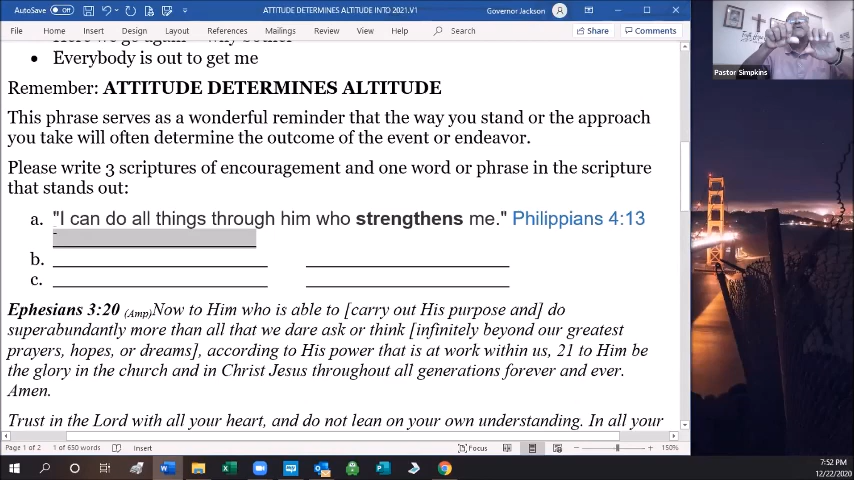 AutoSave Off ATTITUDE DETERMINES ALTITUDE INTO 2021.V1 Governor Jackson
File Home Insert Draw Design Layout References Mailings Review View Help Search Share Comments
Here we go again – why bother
• Everybody is out to get me
Remember: ATTITUDE DETERMINES ALTITUDE
This phrase serves as a wonderful reminder that the way you stand or the approach
you take will often determine the outcome of the event or endeavor.
Please write 3 scriptures of encouragement and one word or phrase in the scripture
that stands out:
a. "I can do all things through him who strengthens me." Philippians 4:13
b.
c.
Ephesians 3:20 (Amp)Now to Him who is able to [carry out His purpose and] do
superabundantly more than all that we dare ask or think [infinitely beyond our greatest
prayers, hopes, or dreams], according to His power that is at work within us, 21 to Him be
the glory in the church and in Christ Jesus throughout all generations forever and ever.
Amen.
Trust in the Lord with all your heart, and do not lean on your own understanding. In all your
Page 1 of 2 1 of 650 words Insert Focus 150%
Pastor Simpkins
7:52 PM
12/22/2020